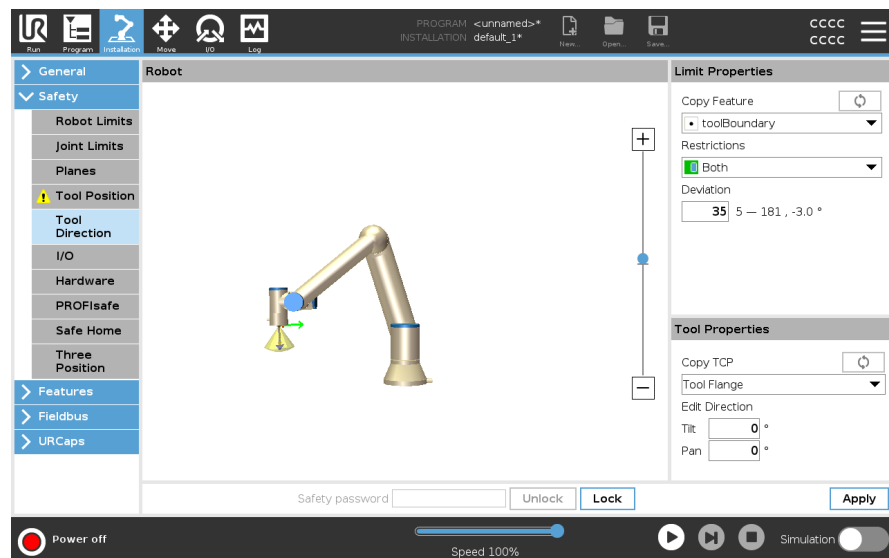 PROGRAM <unnamed>*
INSTALLATION default_1*
CCCC
CCCC
Run Program Installation Move I/O Log New... Open... Save...
General
Robot
Limit Properties
Safety
Robot Limits
Joint Limits
Planes
Tool Position
Tool
Direction
I/O
Hardware
PROFIsafe
Safe Home
Three
Position
Features
Fieldbus
URCaps
Copy Feature
toolBoundary
Restrictions
Both
Deviation
35 5 — 181 , -3.0 °
Tool Properties
Copy TCP
Tool Flange
Edit Direction
Tilt 0 °
Pan 0 °
Safety password Unlock Lock Apply
Power off
Speed 100%
Simulation